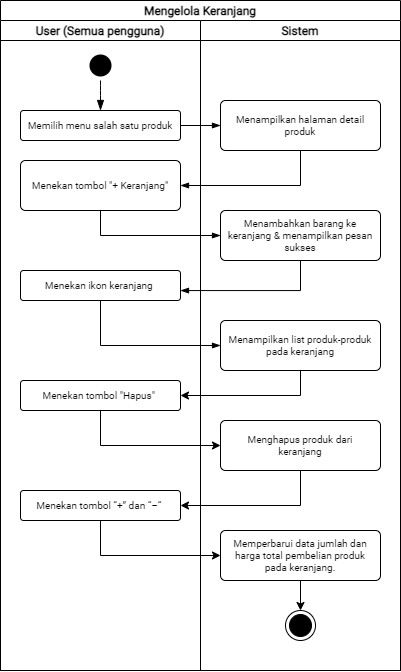 Mengelola Keranjang
User (Semua pengguna)
Sistem
Memilih menu salah satu produk
Menampilkan halaman detail
produk
Menekan tombol "+ Keranjang"
Menambahkan barang ke
keranjang & menampilkan pesan
sukses
Menekan ikon keranjang
Menampilkan list produk-produk
pada keranjang
Menekan tombol "Hapus"
Menghapus produk dari
keranjang
Menekan tombol “+” dan “−”
Memperbarui data jumlah dan
harga total pembelian produk
pada keranjang.